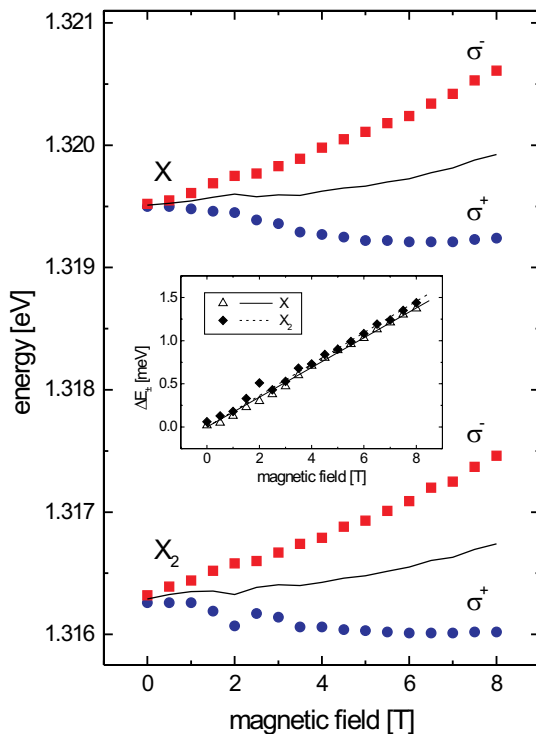 1.321
1.320
1.319
1.318
1.317
1.316
energy [eV]
σ⁻
X
σ⁺
1.5
1.0
0.5
0.0
ΔE± [meV]
X
X₂
0 2 4 6 8
magnetic field [T]
σ⁻
X₂
σ⁺
0 2 4 6 8
magnetic field [T]